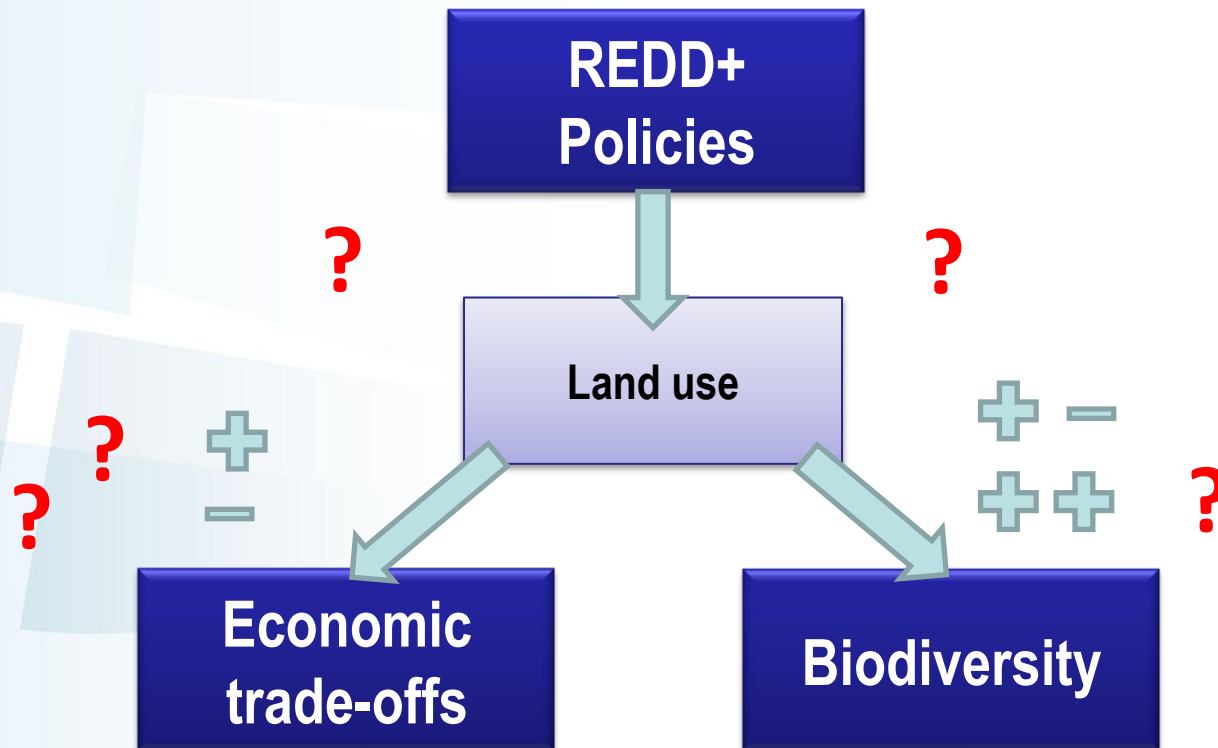 REDD+
Policies
?
?
Land use
?
+
+ -
?
-
+ +
?
Economic
trade-offs
Biodiversity